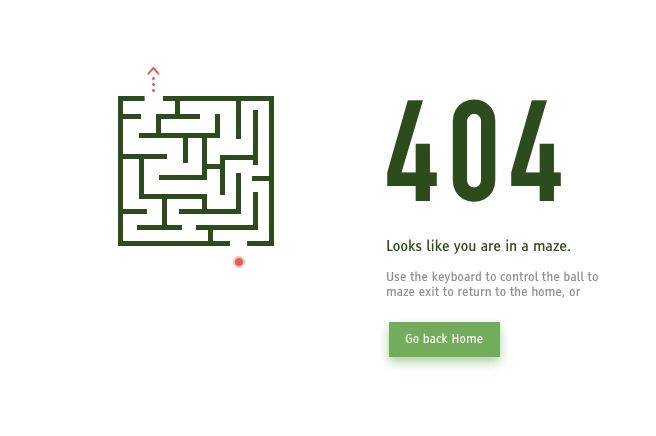 404
Looks like you are in a maze.
Use the keyboard to control the ball to
maze exit to return to the home, or
Go back Home